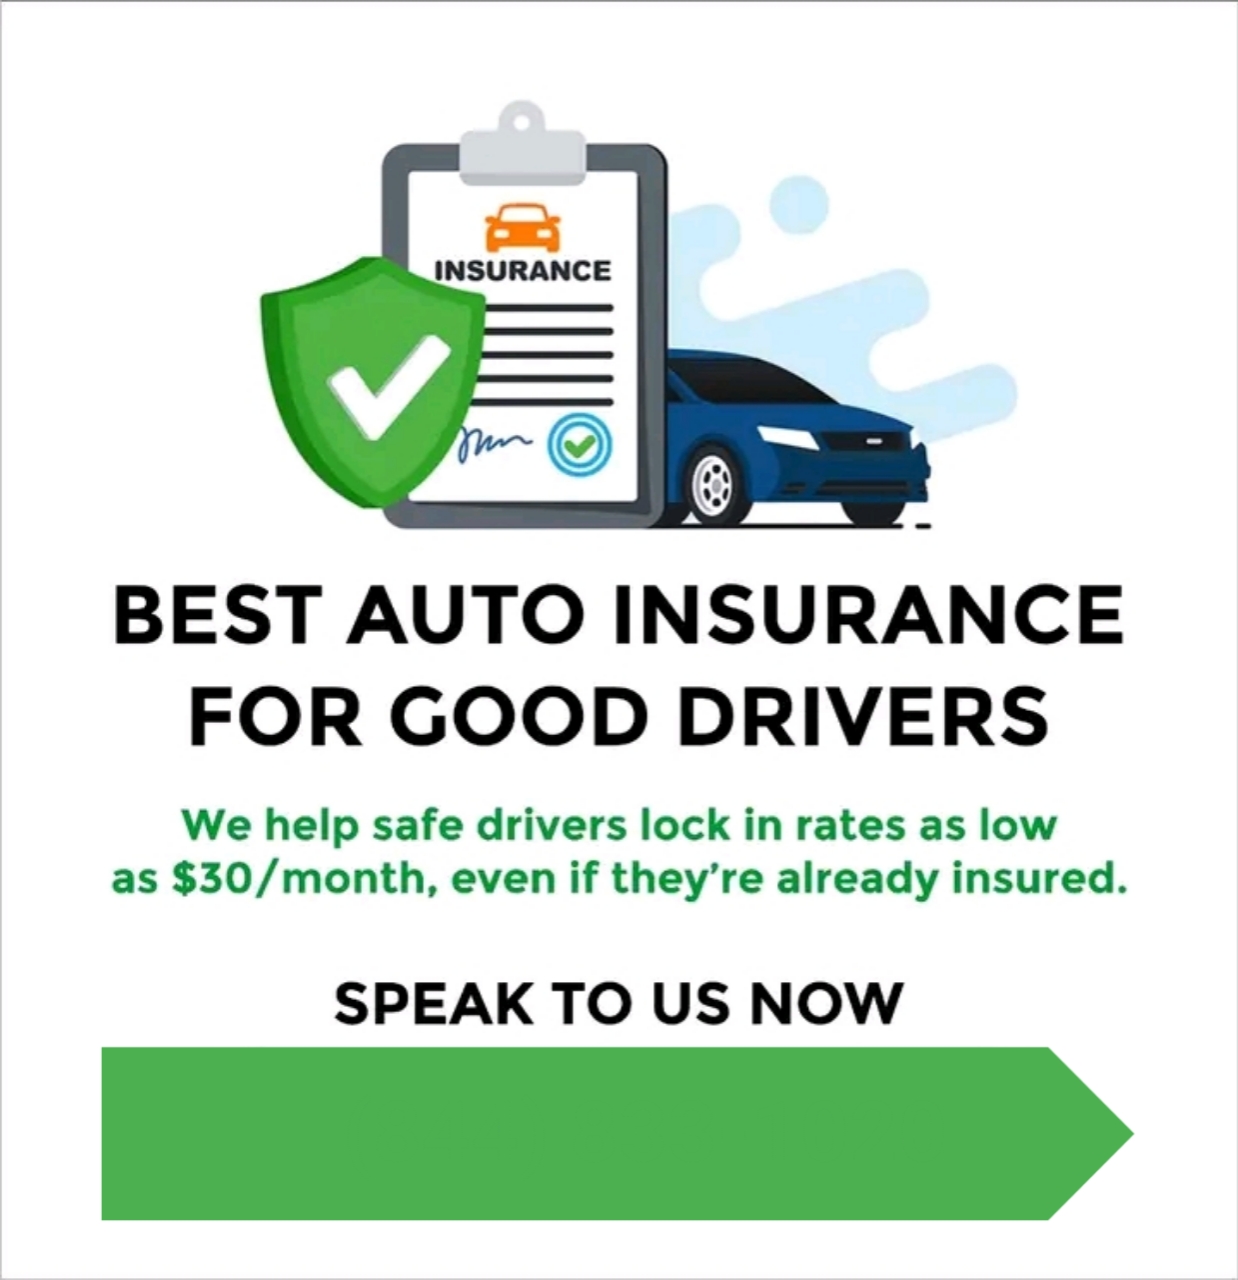 INSURANCE
BEST AUTO INSURANCE
FOR GOOD DRIVERS
We help safe drivers lock in rates as low
as $30/month, even if they’re already insured.
SPEAK TO US NOW